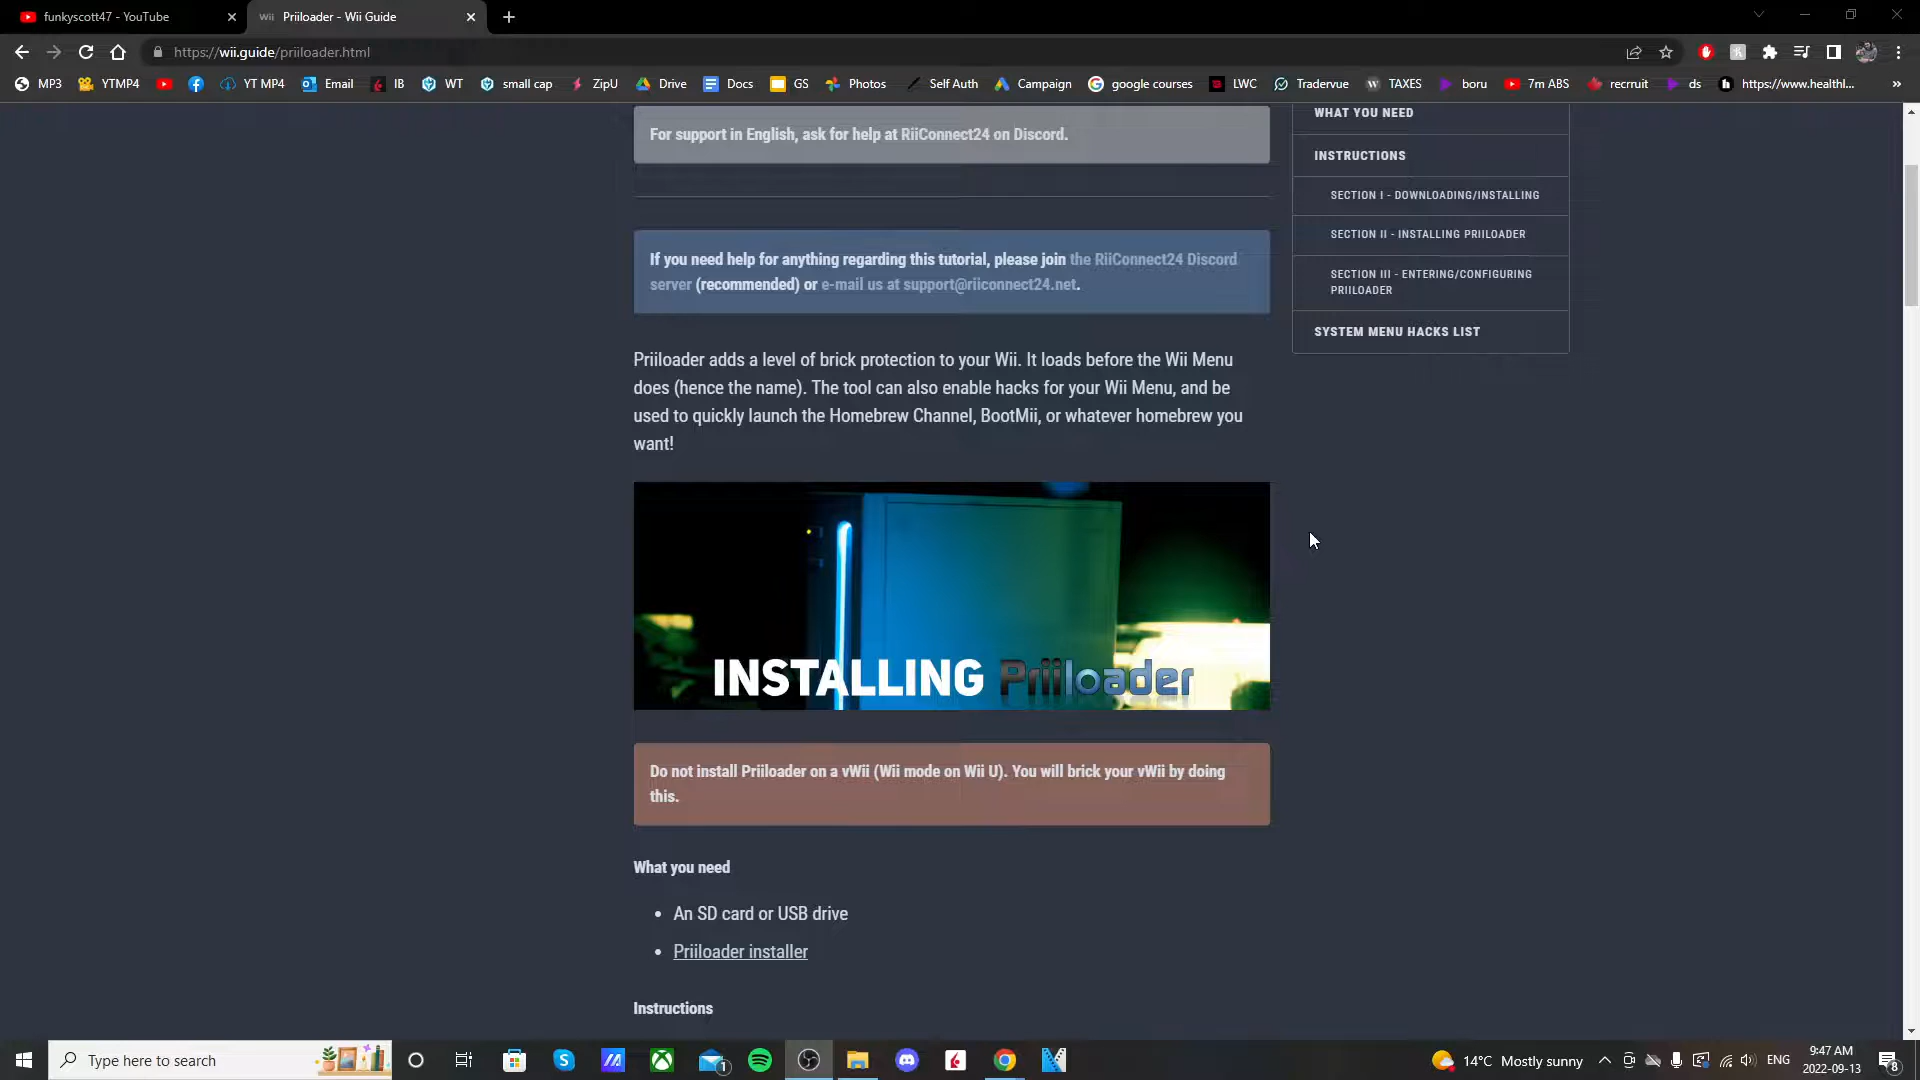 funkyscott47 - YouTube
Wii Priiloader - Wii Guide
https://wii.guide/priiloader.html
MP3 YTMP4 YT MP4 Email IB WT small cap ZipU Drive Docs GS Photos Self Auth Campaign google courses LWC Tradervue TAXES boru 7m ABS recrruit ds https://www.healthl... »
For support in English, ask for help at RiiConnect24 on Discord.
If you need help for anything regarding this tutorial, please join the RiiConnect24 Discord
server (recommended) or e-mail us at support@riiconnect24.net.
Priiloader adds a level of brick protection to your Wii. It loads before the Wii Menu
does (hence the name). The tool can also enable hacks for your Wii Menu, and be
used to quickly launch the Homebrew Channel, BootMii, or whatever homebrew you
want!
INSTALLING Priiloader
Do not install Priiloader on a vWii (Wii mode on Wii U). You will brick your vWii by doing
this.
What you need
• An SD card or USB drive
• Priiloader installer
Instructions
WHAT YOU NEED
INSTRUCTIONS
SECTION I - DOWNLOADING/INSTALLING
SECTION II - INSTALLING PRIILOADER
SECTION III - ENTERING/CONFIGURING
PRIILOADER
SYSTEM MENU HACKS LIST
Type here to search
1
14°C Mostly sunny
ENG
9:47 AM
2022-09-13
8